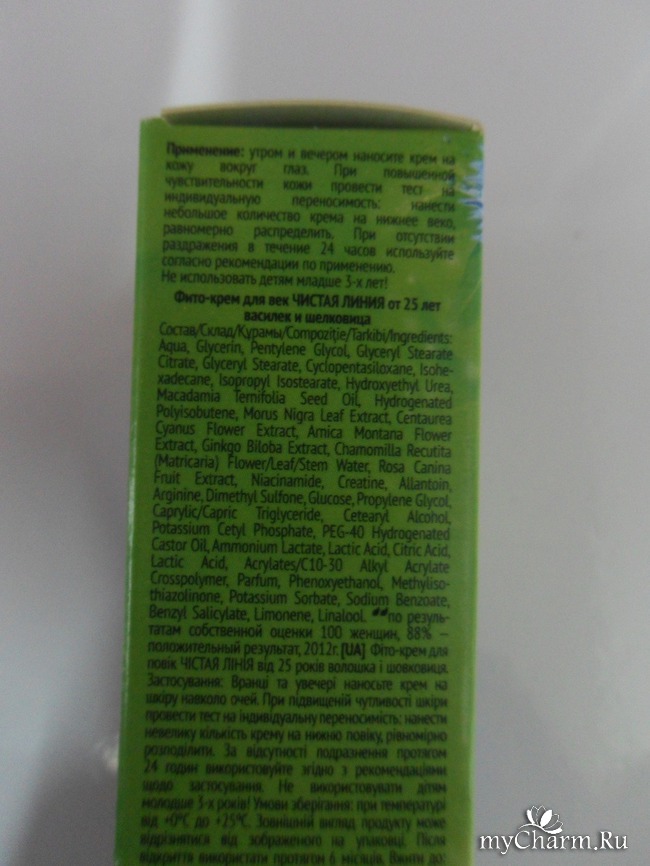 Применение: утром и вечером наносите крем на
кожу вокруг глаз. При повышенной
чувствительности кожи провести тест на
индивидуальную переносимость: нанести
небольшое количество крема на нижнее веко,
равномерно распределить. При отсутствии
раздражения в течение 24 часов используйте
согласно рекомендации по применению.
Не использовать детям младше 3-х лет!
Фито-крем для век ЧИСТАЯ ЛИНИЯ от 25 лет
василек и шелковица
Состав/Склад/Құрамы/Compoziţie/Tarkibi/Ingredients:
Aqua, Glycerin, Pentylene Glycol, Glyceryl Stearate
Citrate, Glyceryl Stearate, Cyclopentasiloxane, Isohe-
xadecane, Isopropyl Isostearate, Hydroxyethyl Urea,
Macadamia Ternifolia Seed Oil, Hydrogenated
Polyisobutene, Morus Nigra Leaf Extract, Centaurea
Cyanus Flower Extract, Arnica Montana Flower
Extract, Ginkgo Biloba Extract, Chamomilla Recutita
(Matricaria) Flower/Leaf/Stem Water, Rosa Canina
Fruit Extract, Niacinamide, Creatine, Allantoin,
Arginine, Dimethyl Sulfone, Glucose, Propylene Glycol,
Caprylic/Capric Triglyceride, Cetearyl Alcohol,
Potassium Cetyl Phosphate, PEG-40 Hydrogenated
Castor Oil, Ammonium Lactate, Lactic Acid, Citric Acid,
Lactic Acid, Acrylates/C10-30 Alkyl Acrylate
Crosspolymer, Parfum, Phenoxyethanol, Methyliso-
thiazolinone, Potassium Sorbate, Sodium Benzoate,
Benzyl Salicylate, Limonene, Linalool. **по резуль-
татам собственной оценки 100 женщин, 88% —
положительный результат, 2012г. [UA] Фіто-крем для
повік ЧИСТАЯ ЛІНІЯ від 25 років волошка і шовковиця.
Застосування: Вранці та увечері наносьте крем на
шкіру навколо очей. При підвищеній чутливості шкіри
провести тест на індивідуальну переносимість: нанести
невелику кількість крему на нижню повіку, рівномірно
розподілити. За відсутності подразнення протягом
24 годин використовуйте згідно з рекомендаціями
щодо застосування. Не використовувати дітям
молодше 3-х років! Умови зберігання: при температурі
від +0°С до +25°С. Зовнішній вигляд продукту може
відрізнятися від зображеного на упаковці. Після
відкриття використати протягом 6 місяців. Вжити до:
myCharm.Ru